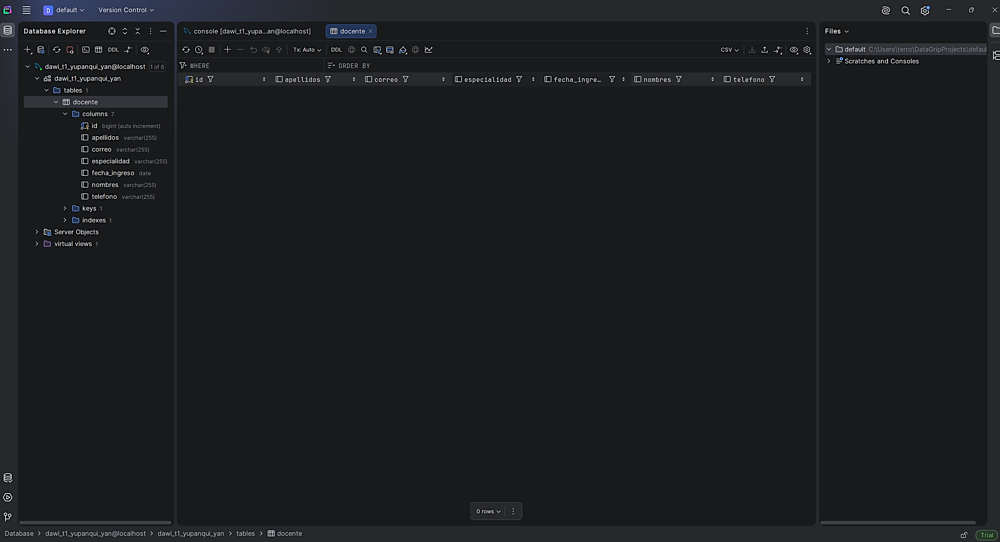 D default Version Control
Database Explorer
DDL
dawi_t1_yupanqui_yan@localhost 1 of 6
dawi_t1_yupanqui_yan
tables 1
docente
columns 7
id bigint (auto increment)
apellidos varchar(255)
correo varchar(255)
especialidad varchar(255)
fecha_ingreso date
nombres varchar(255)
telefono varchar(255)
keys 1
indexes 1
Server Objects
virtual views 1
console [dawi_t1_yupa...an@localhost] docente
Tx: Auto DDL CSV
WHERE ORDER BY
id apellidos correo especialidad fecha_ingre… nombres telefono
0 rows
Files
default C:\Users\terro\DataGripProjects\defaul
Scratches and Consoles
Database > dawi_t1_yupanqui_yan@localhost > dawi_t1_yupanqui_yan > tables > docente
Trial